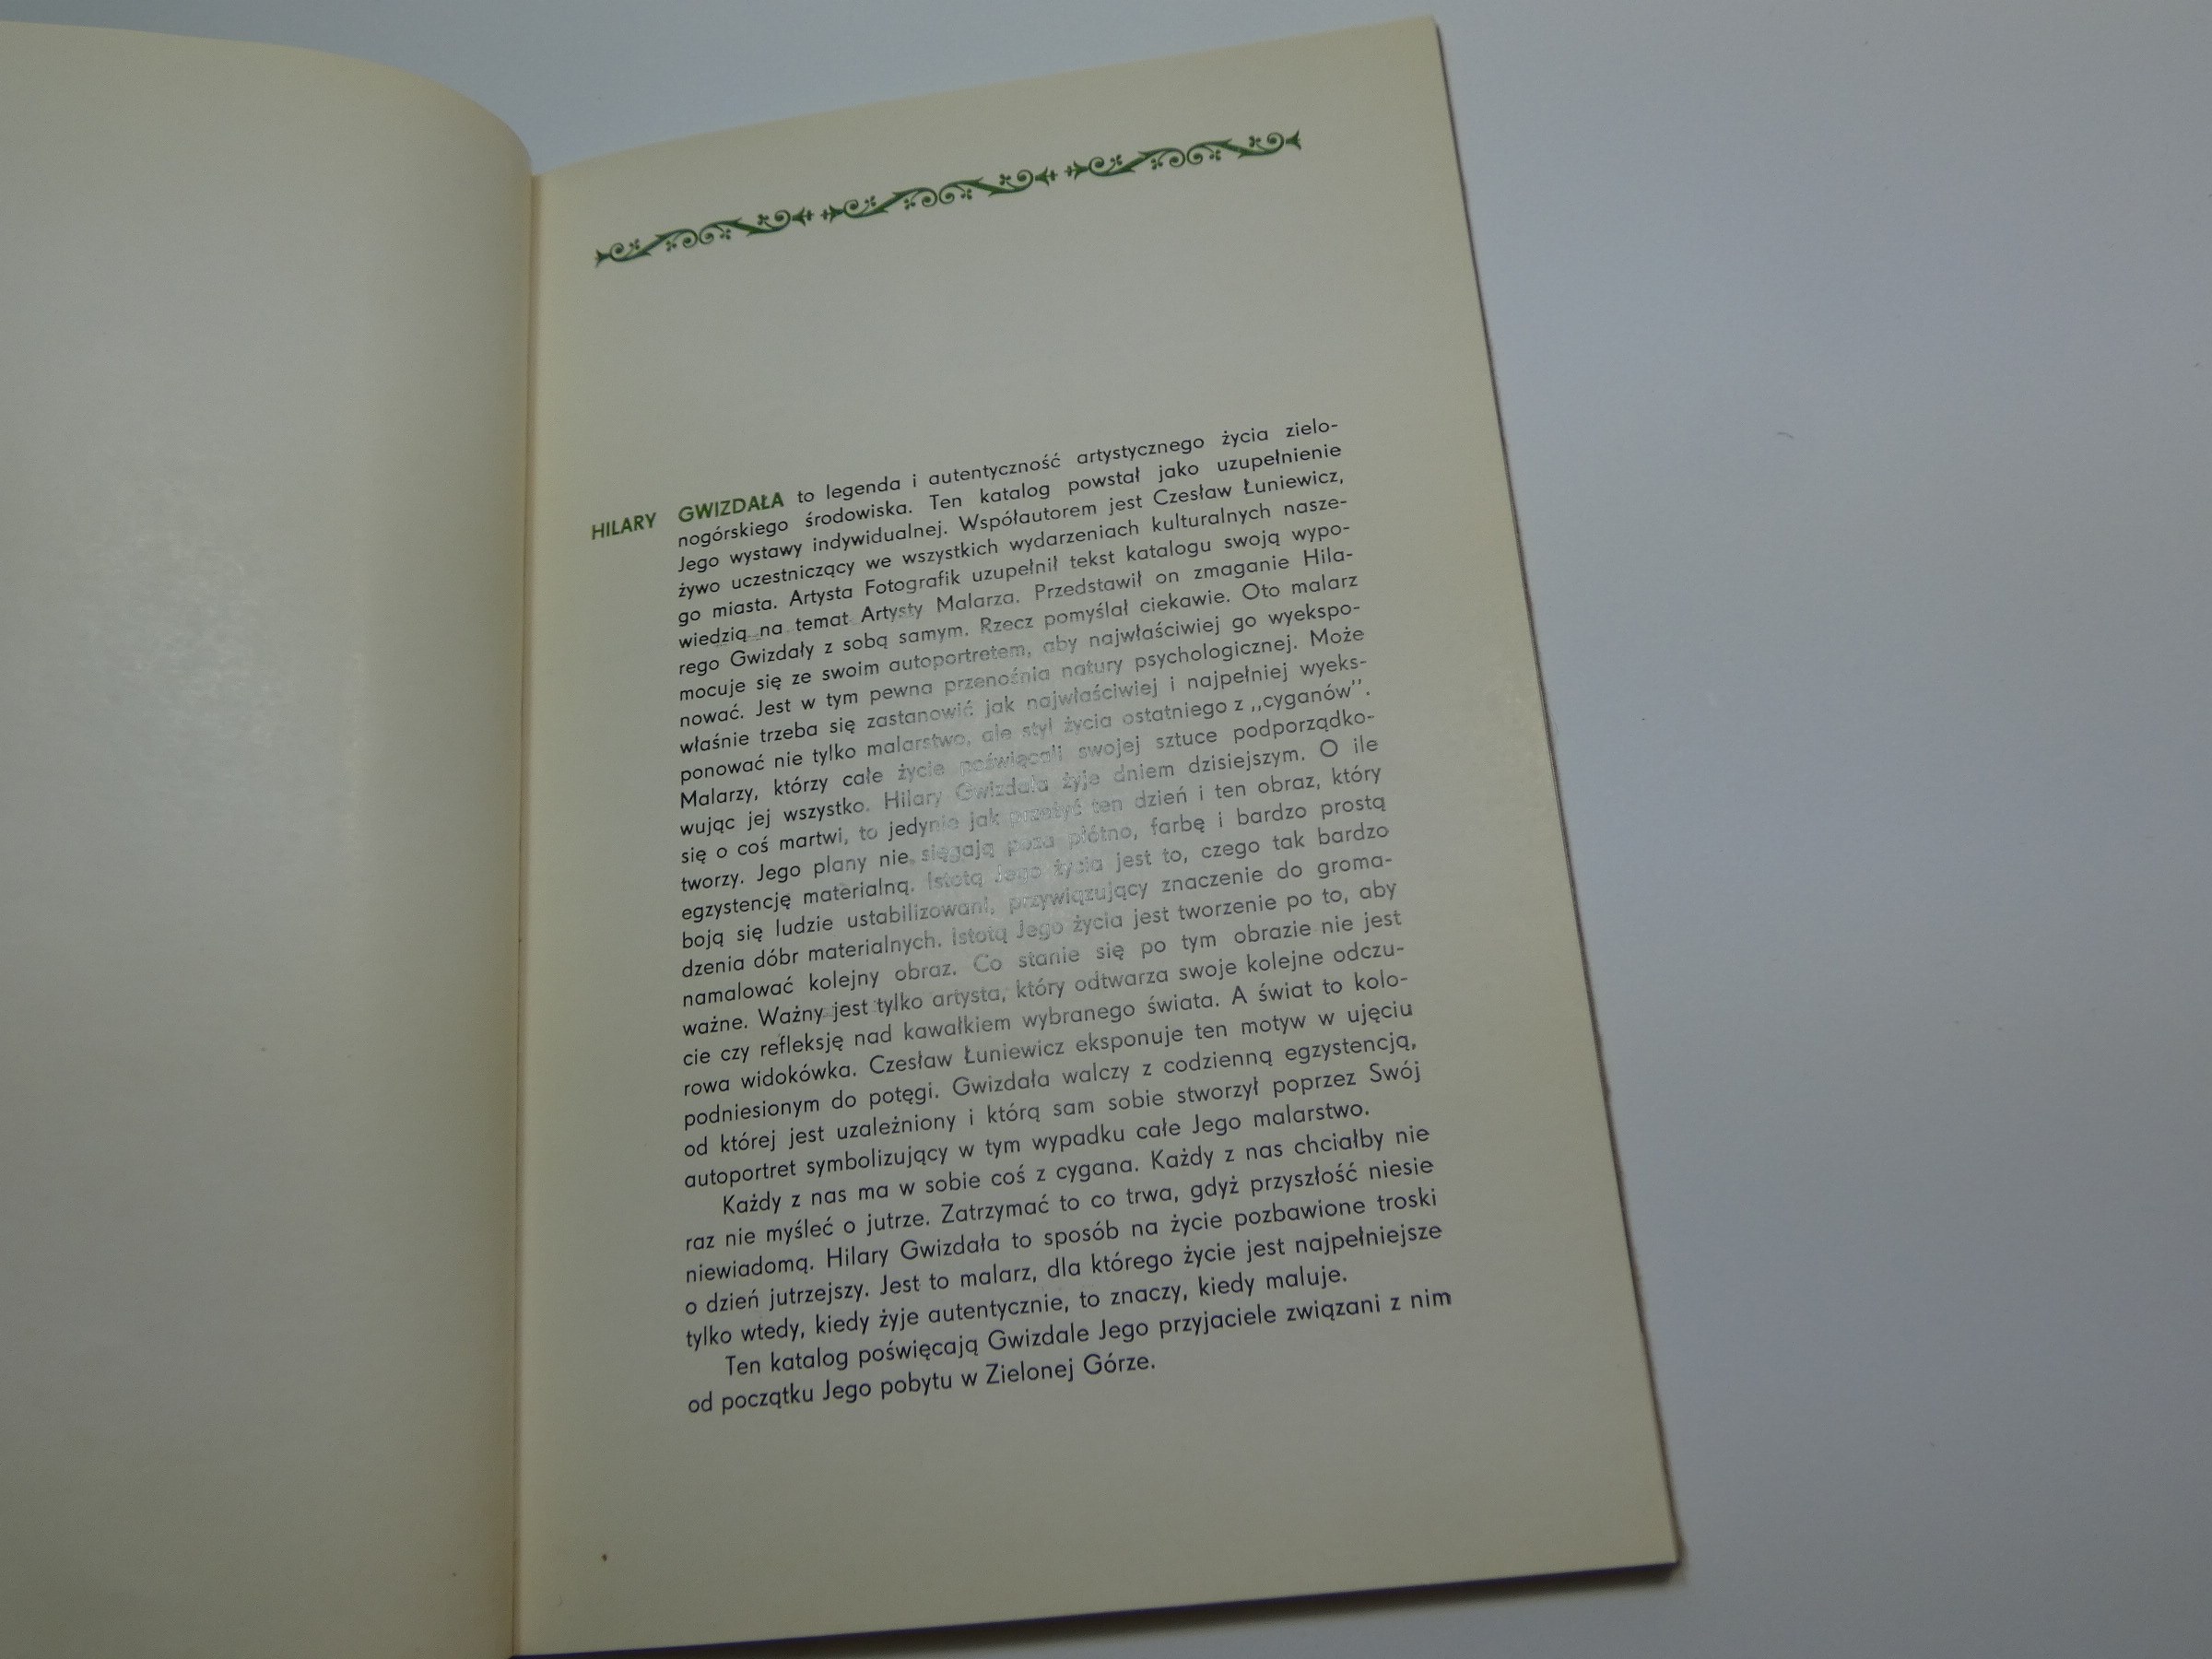 HILARY GWIZDAŁA to legenda i autentyczność artystycznego życia zielo-
nogórskiego środowiska. Ten katalog powstał jako uzupełnienie
Jego wystawy indywidualnej. Współautorem jest Czesław Łuniewicz,
żywo uczestniczący we wszystkich wydarzeniach kulturalnych nasze-
go miasta. Artysta Fotografik uzupełnił tekst katalogu swoją wypo-
wiedzią na temat Artysty Malarza. Przedstawił on zmaganie Hila-
rego Gwizdały z sobą samym. Rzecz pomyślał ciekawie. Oto malarz
mocuje się ze swoim autoportretem, aby najwłaściwiej go wyekspo-
nować. Jest w tym pewna przenośnia natury psychologicznej. Może
właśnie trzeba się zastanowić jak najwłaściwiej i najpełniej wyeks-
ponować nie tylko malarstwo, ale styl życia ostatniego z „cyganów”.
Malarzy, którzy całe życie poświęcali swojej sztuce podporządko-
wując jej wszystko. Hilary Gwizdała żyje dniem dzisiejszym. O ile
się o coś martwi, to jedynie jak przeżyć ten dzień i ten obraz, który
tworzy. Jego plany nie sięgają poza płótno, farbę i bardzo prostą
egzystencję materialną. Istotą Jego życia jest to, czego tak bardzo
boją się ludzie ustabilizowani, przywiązujący znaczenie do groma-
dzenia dóbr materialnych. Istotą Jego życia jest tworzenie po to, aby
namalować kolejny obraz. Co stanie się po tym obrazie nie jest
ważne. Ważny jest tylko artysta, który odtwarza swoje kolejne odczu-
cie czy refleksję nad kawałkiem wybranego świata. A świat to kolo-
rowa widokówka. Czesław Łuniewicz eksponuje ten motyw w ujęciu
podniesionym do potęgi. Gwizdała walczy z codzienną egzystencją,
od której jest uzależniony i którą sam sobie stworzył poprzez Swój
autoportret symbolizujący w tym wypadku całe Jego malarstwo.
Każdy z nas ma w sobie coś z cygana. Każdy z nas chciałby nie
raz nie myśleć o jutrze. Zatrzymać to co trwa, gdyż przyszłość niesie
niewiadomą. Hilary Gwizdała to sposób na życie pozbawione troski
o dzień jutrzejszy. Jest to malarz, dla którego życie jest najpełniejsze
tylko wtedy, kiedy żyje autentycznie, to znaczy, kiedy maluje.
Ten katalog poświęcają Gwizdale Jego przyjaciele związani z nim
od początku Jego pobytu w Zielonej Górze.